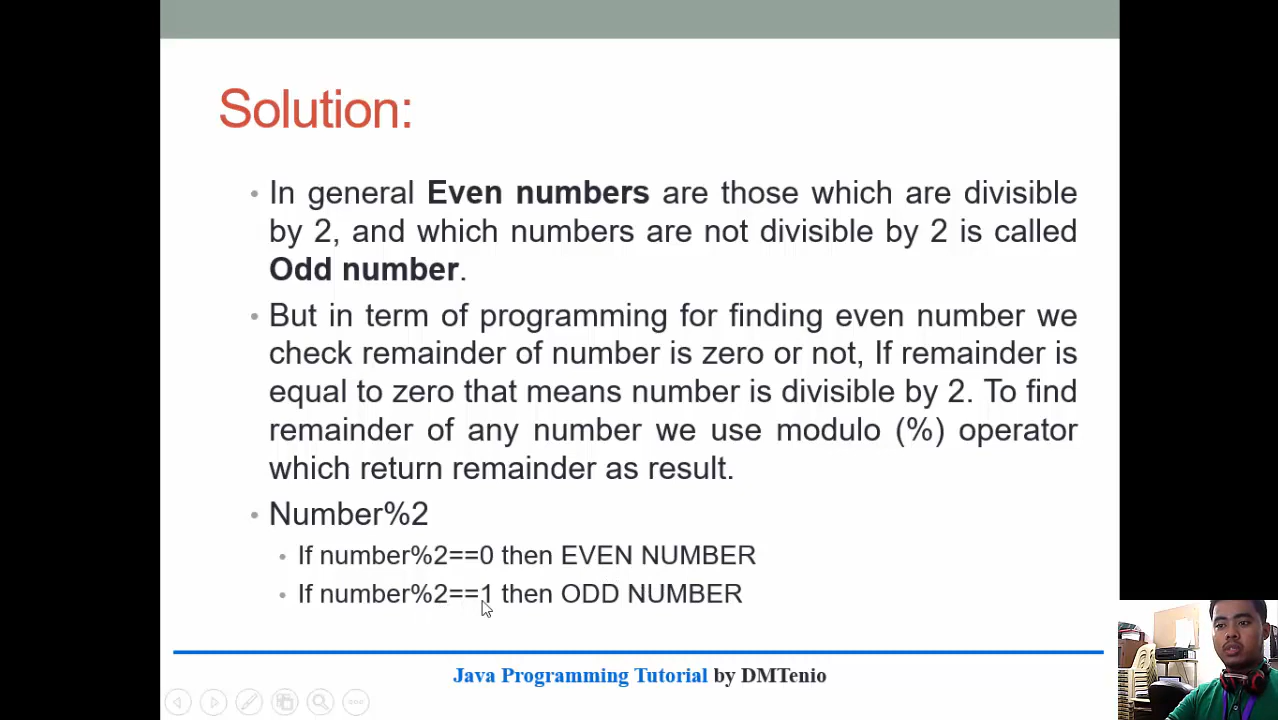 Solution:
In general Even numbers are those which are divisible
by 2, and which numbers are not divisible by 2 is called
Odd number.
But in term of programming for finding even number we
check remainder of number is zero or not, If remainder is
equal to zero that means number is divisible by 2. To find
remainder of any number we use modulo (%) operator
which return remainder as result.
Number%2
If number%2==0 then EVEN NUMBER
If number%2==1 then ODD NUMBER
Java Programming Tutorial by DMTenio